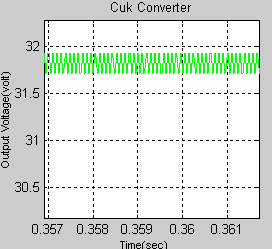 Cuk Converter
Output Voltage(volt)
32
31.5
31
30.5
0.357 0.358 0.359 0.36 0.361
Time(sec)